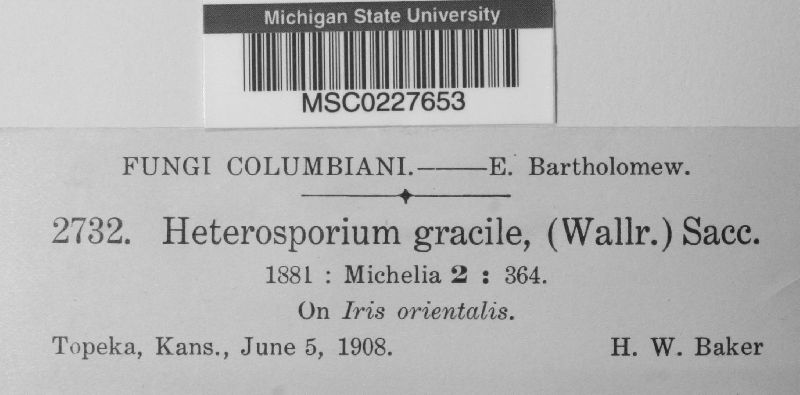 Michigan State University
MSC0227653
FUNGI COLUMBIANI.——E. Bartholomew.
2732. Heterosporium gracile, (Wallr.) Sacc.
1881 : Michelia 2 : 364.
On Iris orientalis.
Topeka, Kans., June 5, 1908. H. W. Baker